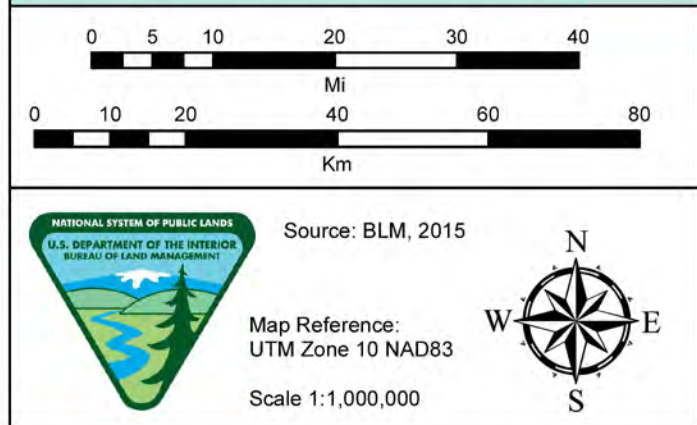 0 5 10 20 30 40
Mi
0 10 20 40 60 80
Km
NATIONAL SYSTEM OF PUBLIC LANDS
U.S. DEPARTMENT OF THE INTERIOR
BUREAU OF LAND MANAGEMENT
Source: BLM, 2015
Map Reference:
UTM Zone 10 NAD83
Scale 1:1,000,000
N
W E
S